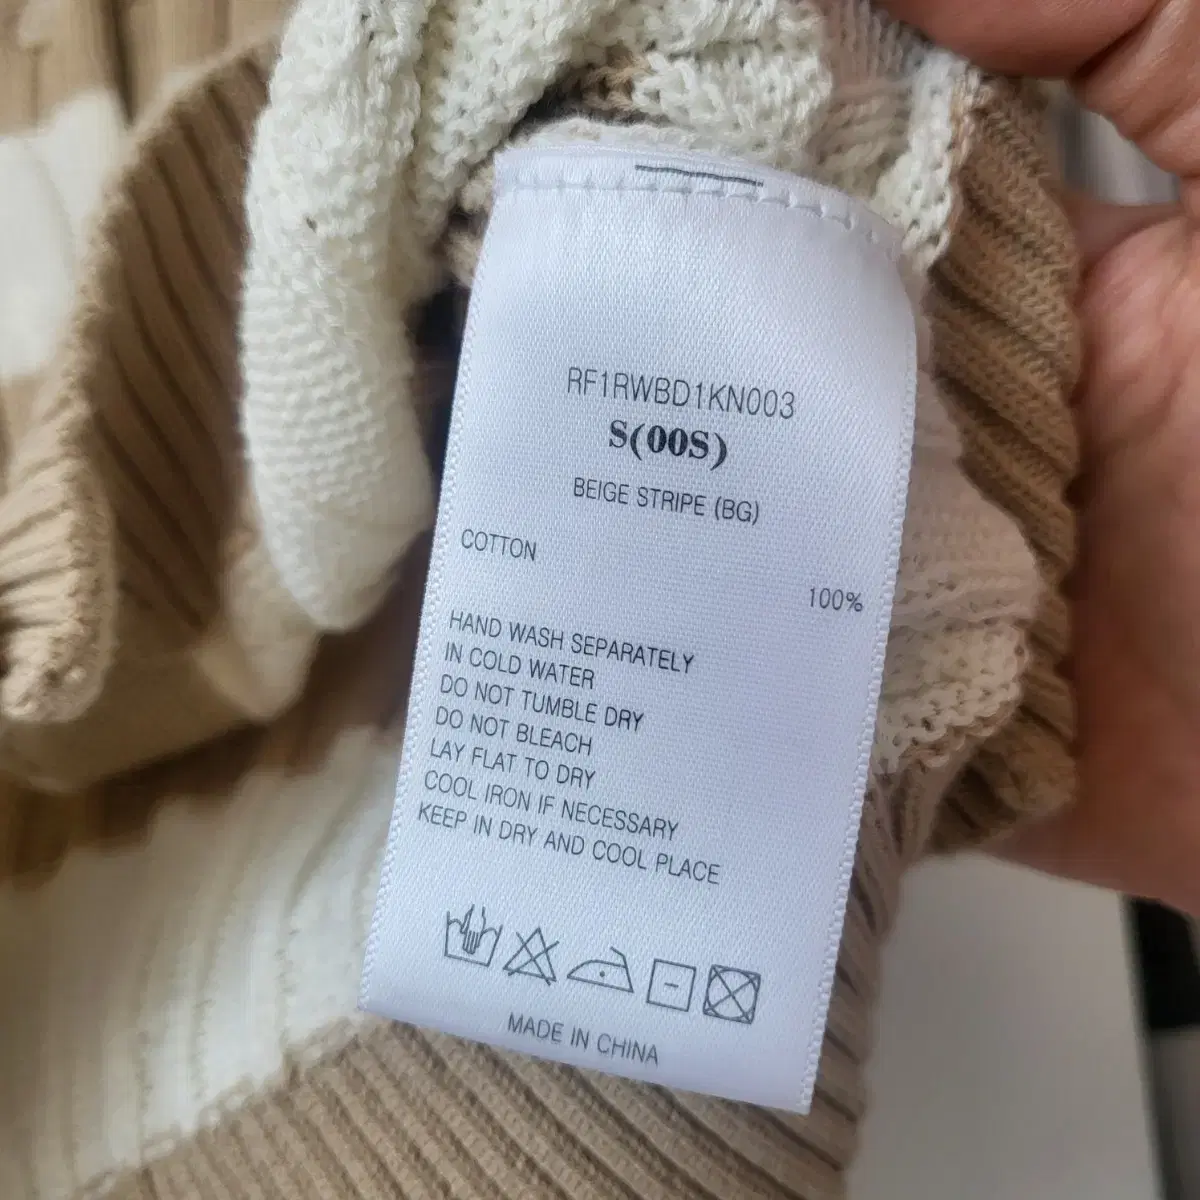 RF1RWBD1KN003
S(00S)
BEIGE STRIPE (BG)
COTTON
100%
HAND WASH SEPARATELY
IN COLD WATER
DO NOT TUMBLE DRY
DO NOT BLEACH
LAY FLAT TO DRY
COOL IRON IF NECESSARY
KEEP IN DRY AND COOL PLACE
MADE IN CHINA